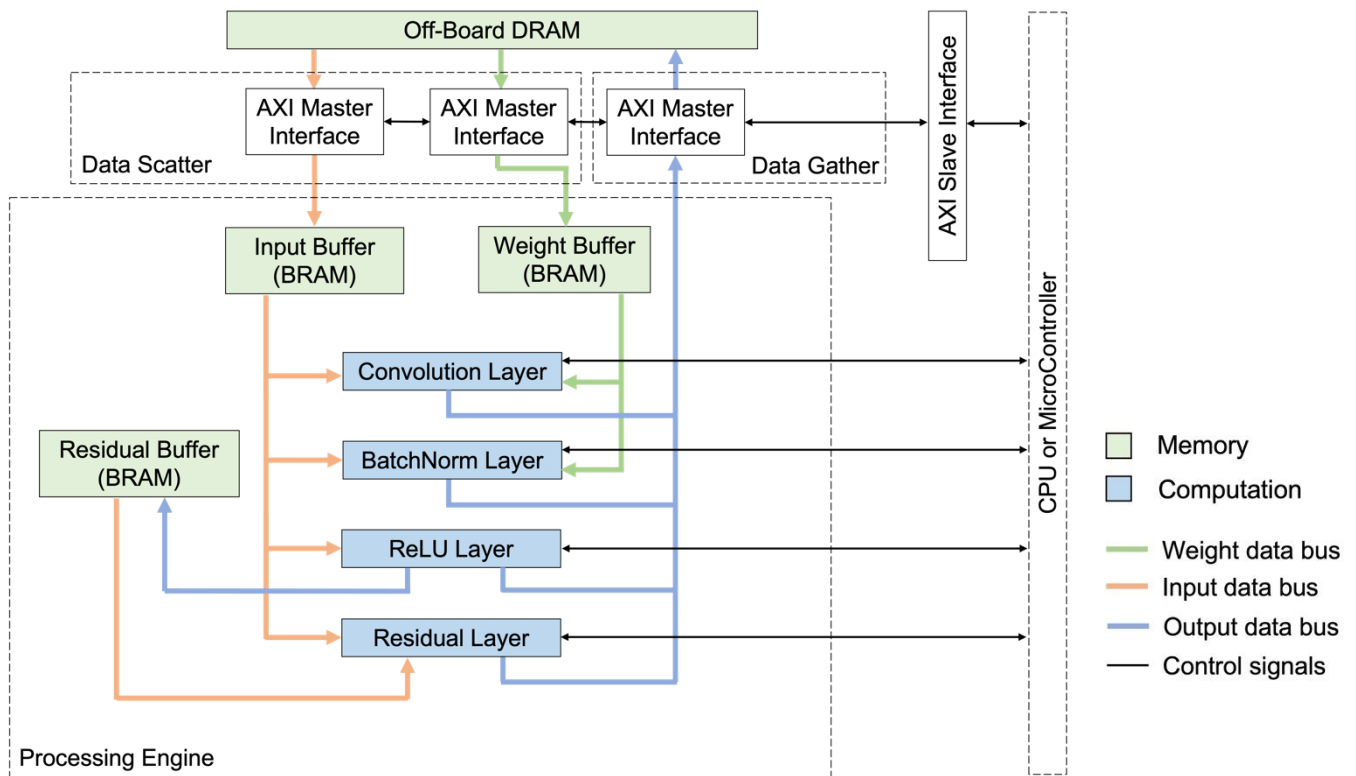 Off-Board DRAM
AXI Master
Interface
AXI Master
Interface
AXI Master
Interface
Data Scatter
Data Gather
AXI Slave Interface
CPU or MicroController
Input Buffer
(BRAM)
Weight Buffer
(BRAM)
Convolution Layer
Residual Buffer
(BRAM)
BatchNorm Layer
ReLU Layer
Residual Layer
Processing Engine
Memory
Computation
Weight data bus
Input data bus
Output data bus
Control signals